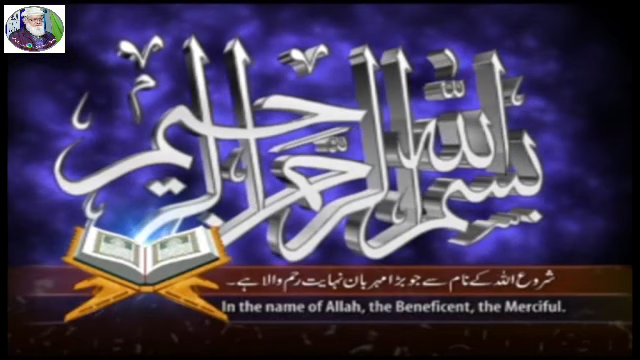 بسم الله الرحمن الرحيم
شروع اللہ کے نام سے جو بڑا مہربان نہایت رحم والا ہے۔
In the name of Allah, the Beneficent, the Merciful.